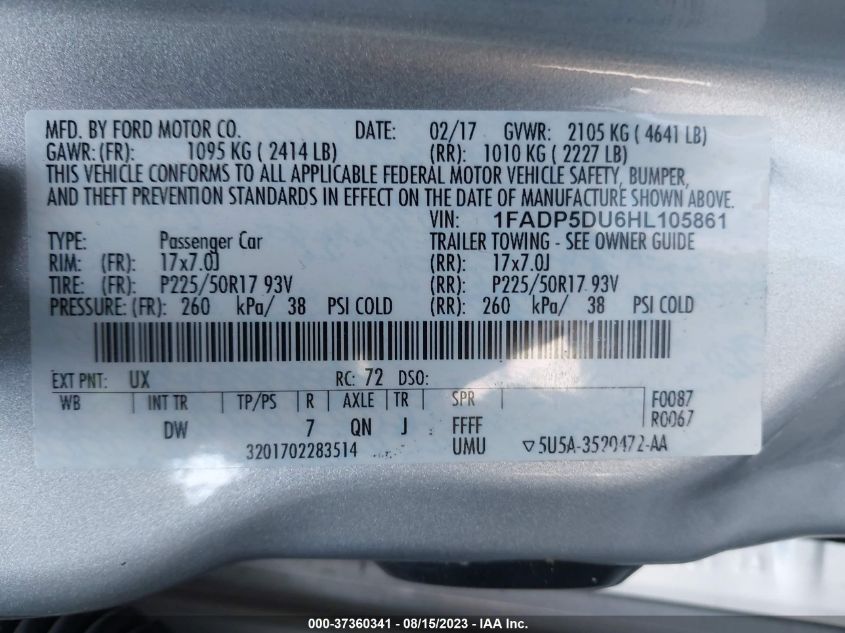 MFD. BY FORD MOTOR CO. DATE: 02/17 GVWR: 2105 KG ( 4641 LB)
GAWR: (FR): 1095 KG ( 2414 LB) (RR): 1010 KG ( 2227 LB)
THIS VEHICLE CONFORMS TO ALL APPLICABLE FEDERAL MOTOR VEHICLE SAFETY, BUMPER,
AND THEFT PREVENTION STANDARDS IN EFFECT ON THE DATE OF MANUFACTURE SHOWN ABOVE.
VIN: 1FADP5DU6HL105861
TYPE: Passenger Car TRAILER TOWING - SEE OWNER GUIDE
RIM: (FR): 17x7.0J (RR): 17x7.0J
TIRE: (FR): P225/50R17 93V (RR): P225/50R17 93V
PRESSURE: (FR): 260 kPa/ 38 PSI COLD (RR): 260 kPa/ 38 PSI COLD
EXT PNT: UX RC: 72 DSO:
WB INT TR TP/PS R AXLE TR SPR F0087
R0067
DW 7 QN J FFFF
3201702283514 UMU ▽5U5A-3520472-AA
000-37360341 - 08/15/2023 - IAA Inc.